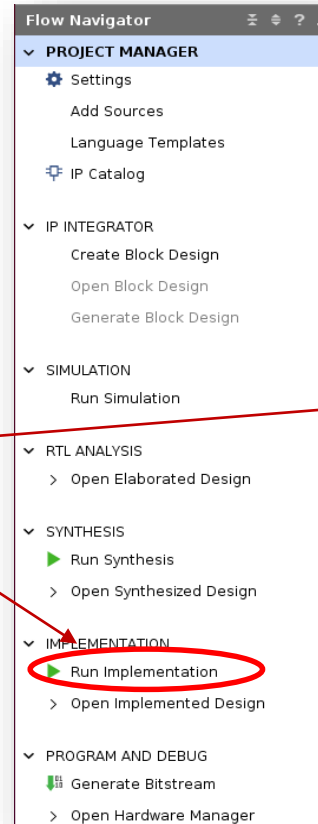 Flow Navigator ?
PROJECT MANAGER
Settings
Add Sources
Language Templates
IP Catalog
IP INTEGRATOR
Create Block Design
Open Block Design
Generate Block Design
SIMULATION
Run Simulation
RTL ANALYSIS
Open Elaborated Design
SYNTHESIS
Run Synthesis
Open Synthesized Design
IMPLEMENTATION
Run Implementation
Open Implemented Design
PROGRAM AND DEBUG
Generate Bitstream
Open Hardware Manager